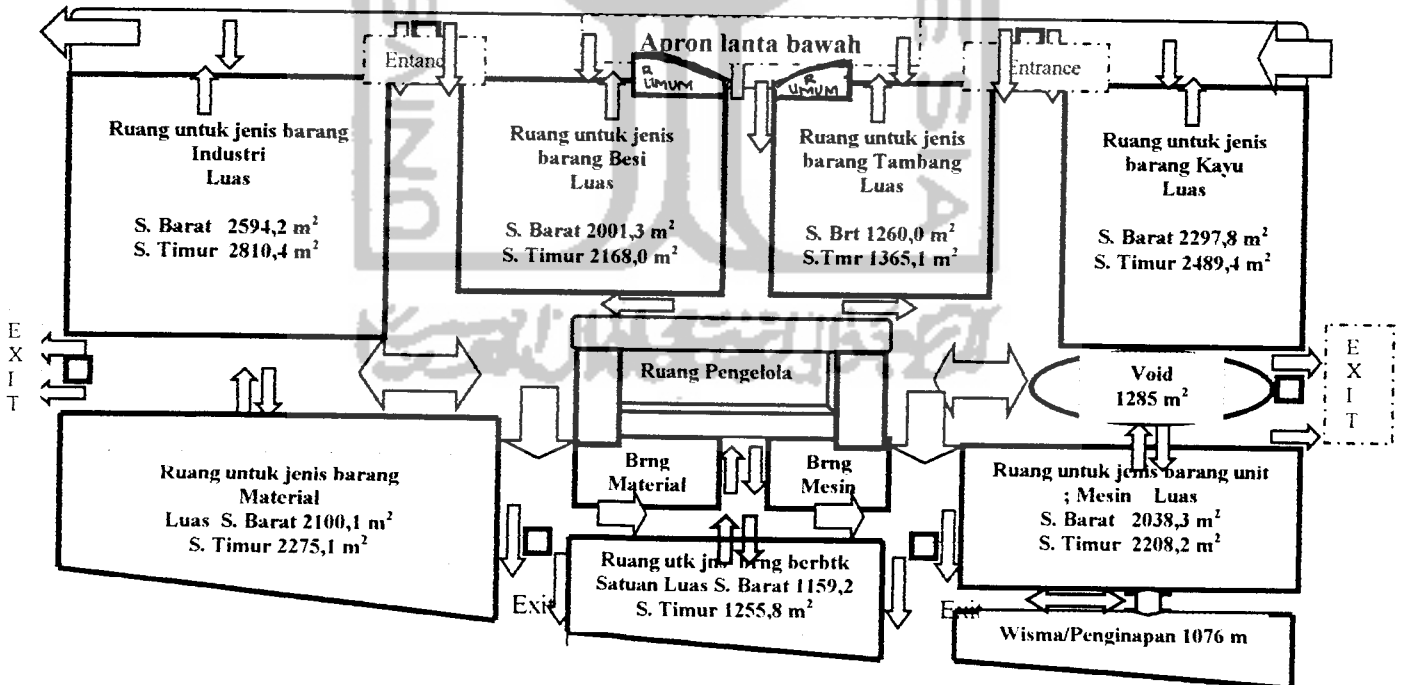 Apron lanta bawah
Entrance
R
UMUM
R
UMUM
Ruang untuk jenis barang
Industri
Luas
S. Barat 2594,2 m²
S. Timur 2810,4 m²
Ruang untuk jenis
barang Besi
Luas
S. Barat 2001,3 m²
S. Timur 2168,0 m²
Ruang untuk jenis
barang Tambang
Luas
S. Brt 1260,0 m²
S.Tmr 1365,1 m²
Ruang untuk jenis
barang Kayu
Luas
S. Barat 2297,8 m²
S. Timur 2489,4 m²
EXIT
Ruang Pengelola
Void
1285 m²
EXIT
Ruang untuk jenis barang
Material
Luas S. Barat 2100,1 m²
S. Timur 2275,1 m²
Brng
Material
Brng
Mesin
Ruang untuk jenis barang unit
; Mesin Luas
S. Barat 2038,3 m²
S. Timur 2208,2 m²
Exit
Ruang utk brng berbtk
Satuan Luas S. Barat 1159,2
S. Timur 1255,8 m²
Exit
Wisma/Penginapan 1076 m